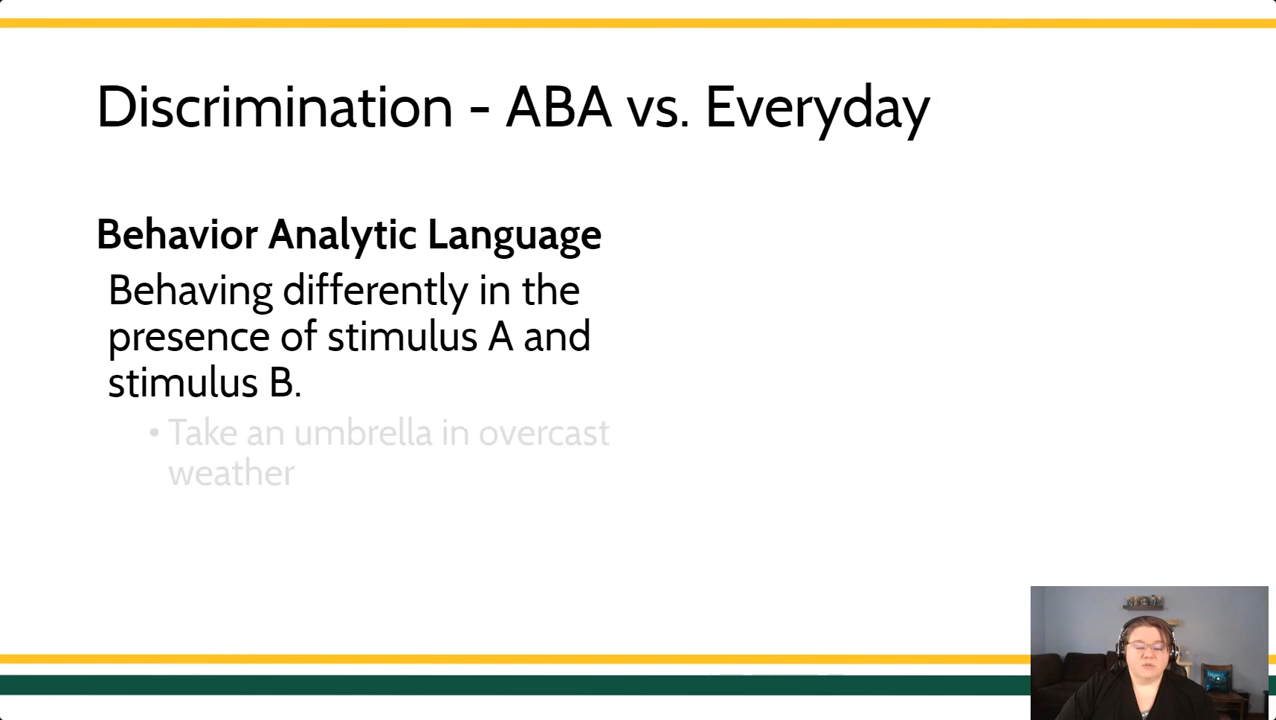 Discrimination - ABA vs. Everyday
Behavior Analytic Language
Behaving differently in the
presence of stimulus A and
stimulus B.
• Take an umbrella in overcast
weather